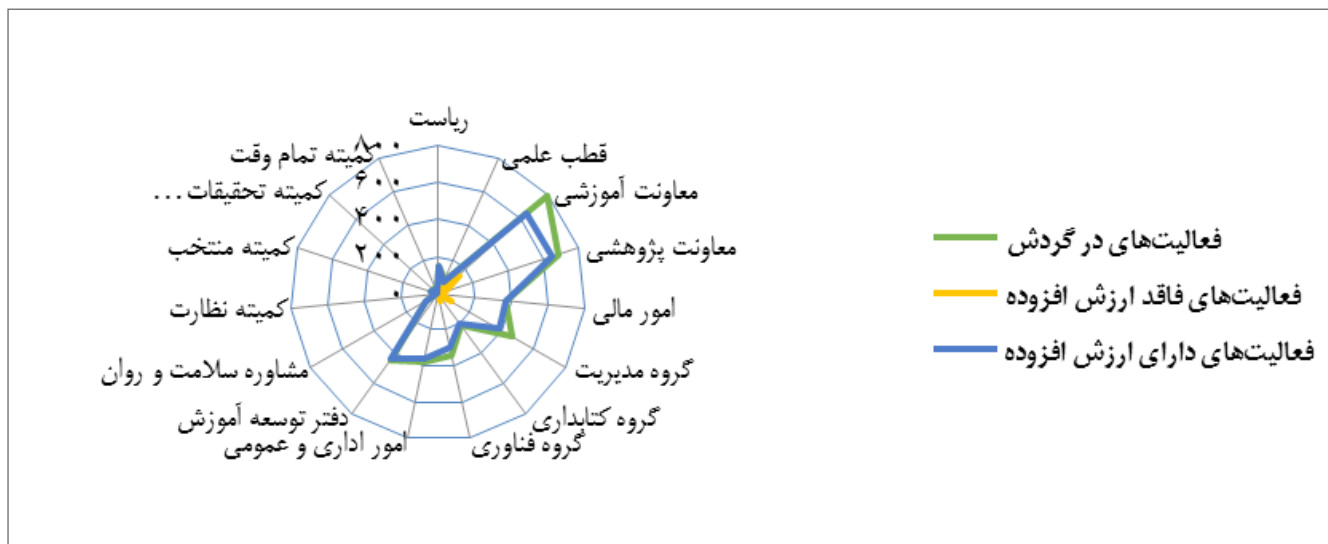 ریاست
قطب علمی
معاونت آموزشی
معاونت پژوهشی
امور مالی
گروه مدیریت
گروه کتابداری
گروه فناوری
امور اداری و عمومی
دفتر توسعه آموزش
مشاوره سلامت و روان
کمیته نظارت
کمیته منتخب
کمیته تحقیقات...
کمیته تمام وقت
۸۰۰
۶۰۰
۴۰۰
۲۰۰
۰
فعالیت‌های در گردش
فعالیت‌های فاقد ارزش افزوده
فعالیت‌های دارای ارزش افزوده